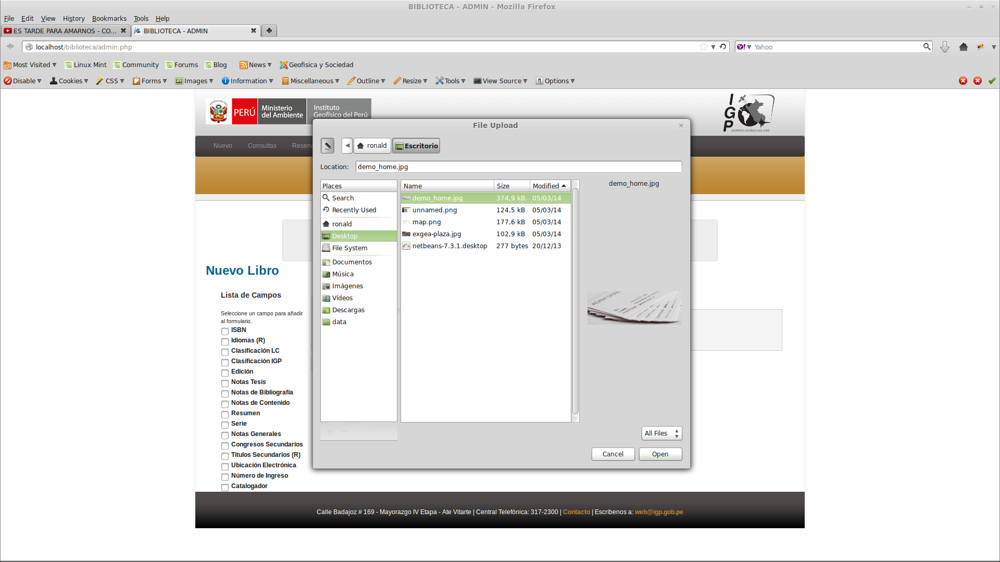 BIBLIOTECA - ADMIN - Mozilla Firefox
File Edit View History Bookmarks Tools Help
ES TARDE PARA AMARNOS - CO... BIBLIOTECA - ADMIN
localhost/biblioteca/admin.php Yahoo
Most Visited Linux Mint Community Forums Blog News Geofisica y Sociedad
Disable Cookies CSS Forms Images Information Miscellaneous Outline Resize Tools View Source Options
PERÚ
Ministerio
del Ambiente
Instituto
Geofísico del Perú
IGP
INSTITUTO GEOFÍSICO DEL PERÚ
Nuevo Consultas Reserv
File Upload
ronald Escritorio
Location: demo_home.jpg
Places
Search
Recently Used
ronald
Desktop
File System
Documentos
Música
Imágenes
Vídeos
Descargas
data
Name Size Modified
demo_home.jpg 374,9 kB 05/03/14
unnamed.png 124,5 kB 05/03/14
map.png 177,6 kB 05/03/14
exgea-plaza.jpg 102,9 kB 05/03/14
netbeans-7.3.1.desktop 277 bytes 20/12/13
demo_home.jpg
All Files
Cancel Open
Nuevo Libro
Lista de Campos
Seleccione un campo para añadir
al formulario.
ISBN
Idiomas (R)
Clasificación LC
Clasificación IGP
Edición
Notas Tesis
Notas de Bibliografía
Notas de Contenido
Resumen
Serie
Notas Generales
Congresos Secundarios
Titulos Secundarios (R)
Ubicación Electrónica
Número de Ingreso
Catalogador
Calle Badajoz # 169 - Mayorazgo IV Etapa - Ate Vitarte | Central Telefónica: 317-2300 | Contacto | Escríbenos a: web@igp.gob.pe